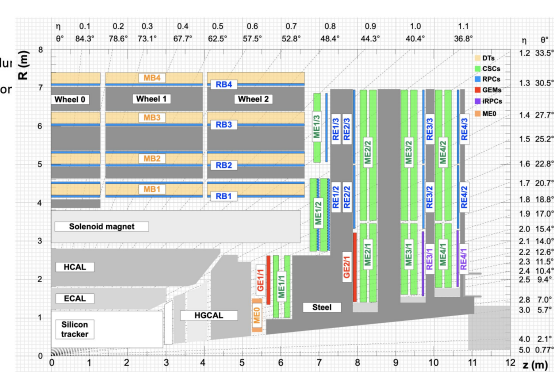 η 0.1 0.2 0.3 0.4 0.5 0.6 0.7 0.8 0.9 1.0 1.1
θ° 84.3° 78.6° 73.1° 67.7° 62.5° 57.5° 52.8° 48.4° 44.3° 40.4° 36.8° η θ°
R (m)
8 7 6 5 4 3 2 1 0
1.2 33.5°
1.3 30.5°
1.4 27.7°
1.5 25.2°
1.6 22.8°
1.7 20.7°
1.8 18.8°
1.9 17.0°
2.0 15.4°
2.1 14.0°
2.2 12.6°
2.3 11.5°
2.4 10.4°
2.5 9.4°
2.8 7.0°
3.0 5.7°
4.0 2.1°
5.0 0.77°
DTs
CSCs
RPCs
GEMs
iRPCs
ME0
MB4
RB4
Wheel 0 Wheel 1 Wheel 2
MB3
RB3
MB2
RB2
MB1
RB1
Solenoid magnet
HCAL
ECAL
Silicon
tracker
HGCAL
Steel
ME0
GE1/1
ME1/1
ME1/2
ME1/3
RE1/3
RE2/3
RE1/2
RE2/2
GE2/1
ME2/2
ME2/1
ME3/2
ME3/1
RE3/3
RE3/2
RE3/1
ME4/2
ME4/1
RE4/3
RE4/2
RE4/1
0 1 2 3 4 5 6 7 8 9 10 11 12
z (m)